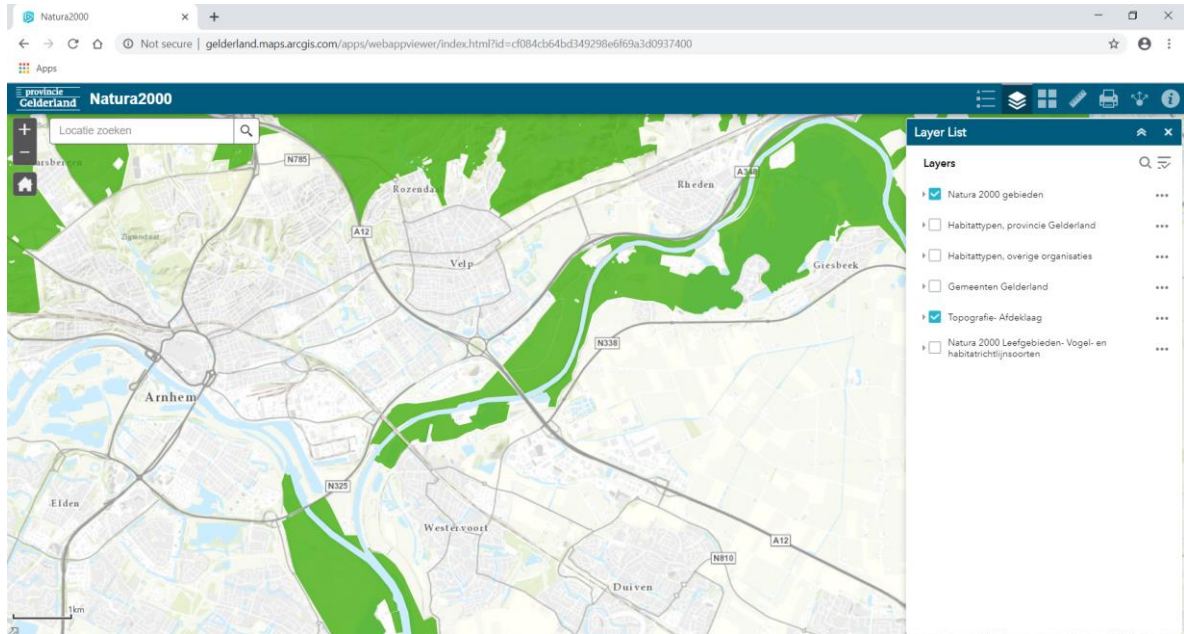 Natura2000
Not secure | gelderland.maps.arcgis.com/apps/webappviewer/index.html?id=cf084cb64bd349298e6f69a3d0937400
Apps
provincie
Gelderland
Natura2000
Locatie zoeken
Layer List
Layers
Natura 2000 gebieden
Habitattypen, provincie Gelderland
Habitattypen, overige organisaties
Gemeenten Gelderland
Topografie- Afdeklaag
Natura 2000 Leefgebieden- Vogel- en
habitatrichtlijnsoorten
N785
A348
Rozendaal
Rheden
A12
Zijpendaal
Velp
Giesbeek
N338
Arnhem
N325
Elden
Westervoort
A12
N810
Duiven
1km